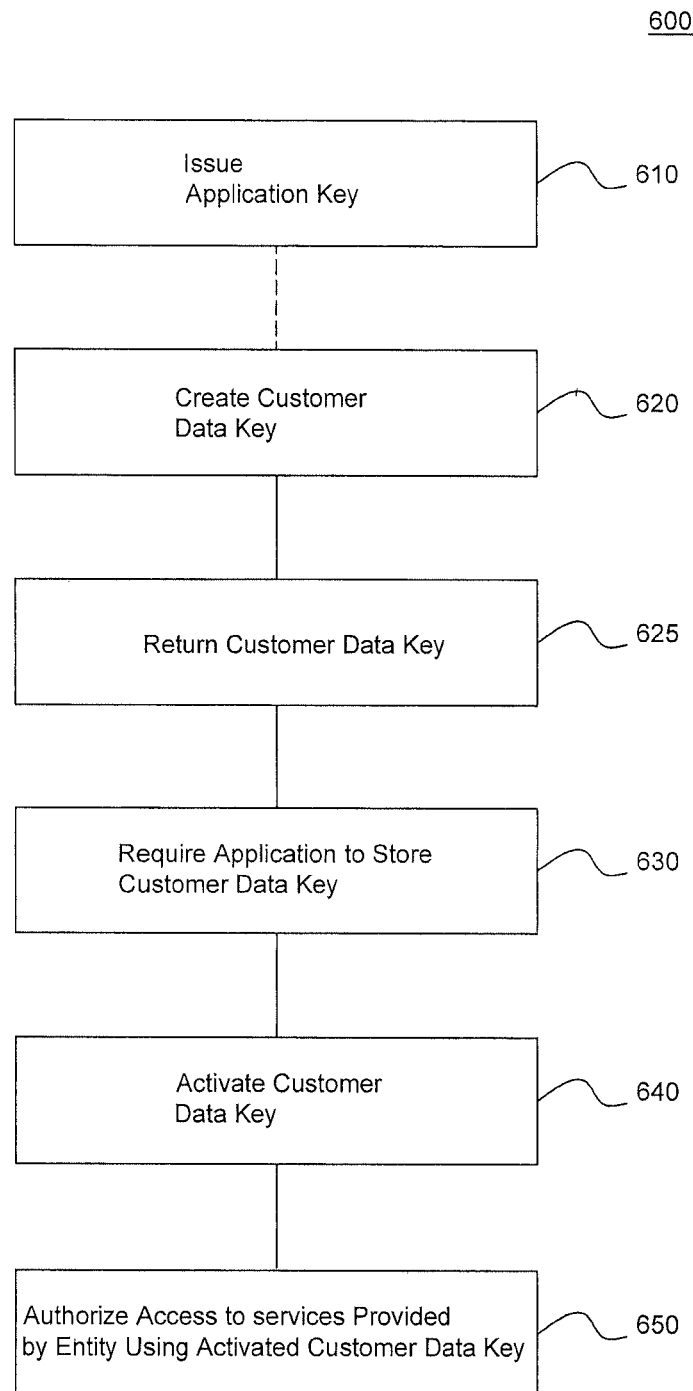 600
Issue
Application Key
610
Create Customer
Data Key
620
Return Customer Data Key
625
Require Application to Store
Customer Data Key
630
Activate Customer
Data Key
640
Authorize Access to services Provided
by Entity Using Activated Customer Data Key
650